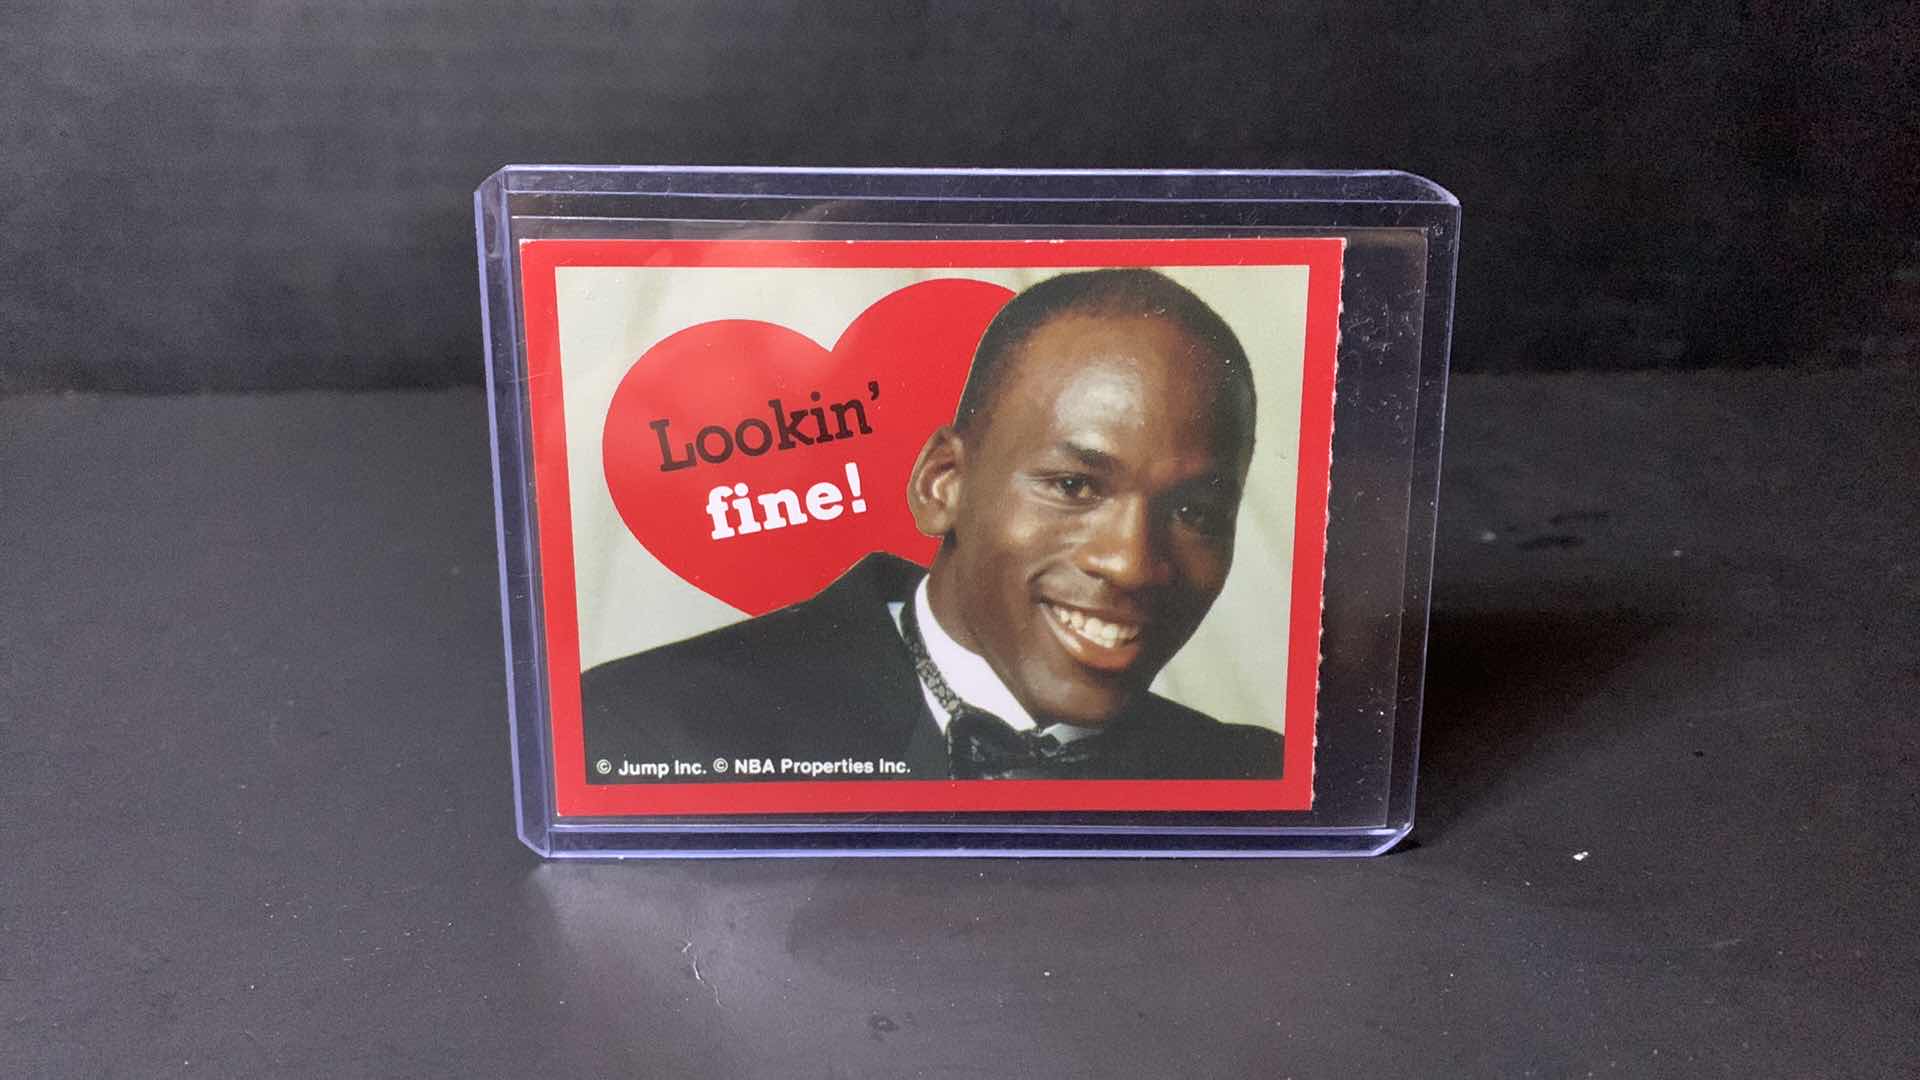 Lookin’
fine!
© Jump Inc. © NBA Properties Inc.